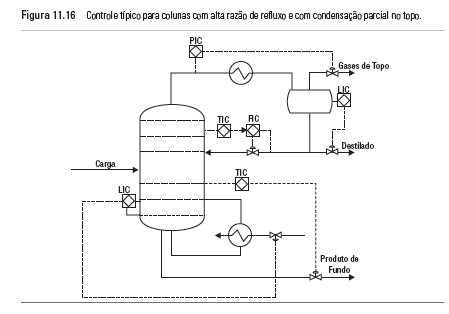 Figura 11.16 Controle típico para colunas com alta razão de refluxo e com condensação parcial no topo.
PIC
Gases de Topo
LIC
TIC
FIC
Destilado
Carga
TIC
LIC
Produto de
Fundo